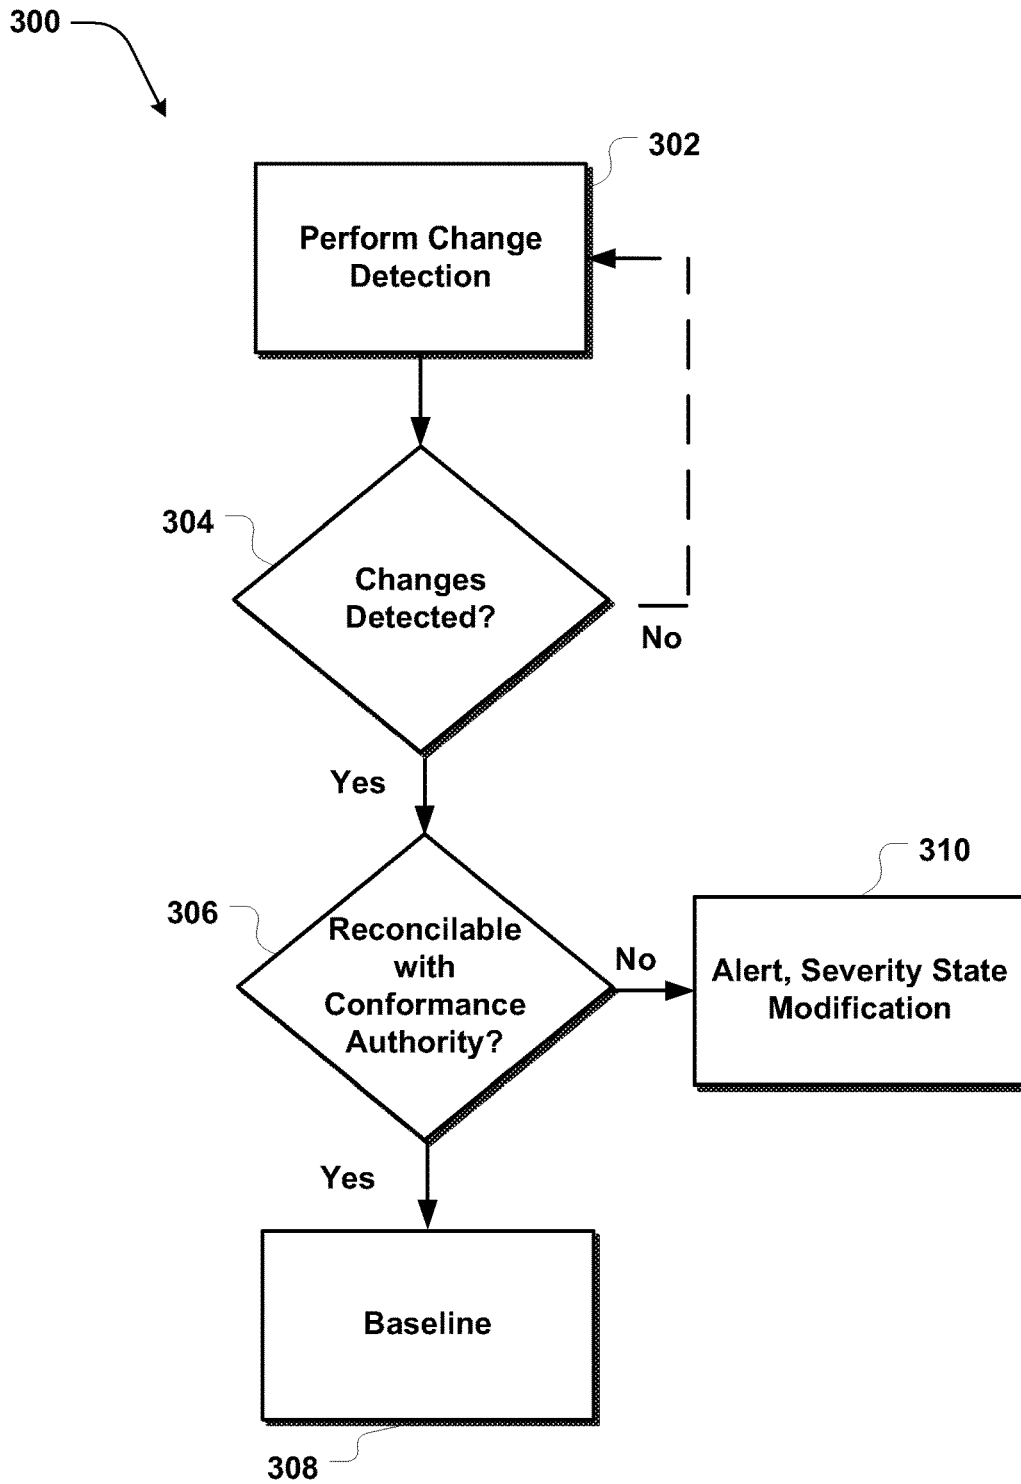 300
302
Perform Change
Detection
304
Changes
Detected?
No
Yes
306
Reconcilable
with
Conformance
Authority?
No
310
Alert, Severity State
Modification
Yes
Baseline
308